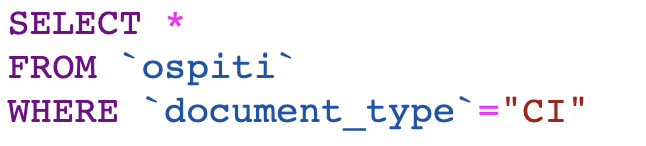 SELECT *
FROM `ospiti`
WHERE `document_type`="CI"